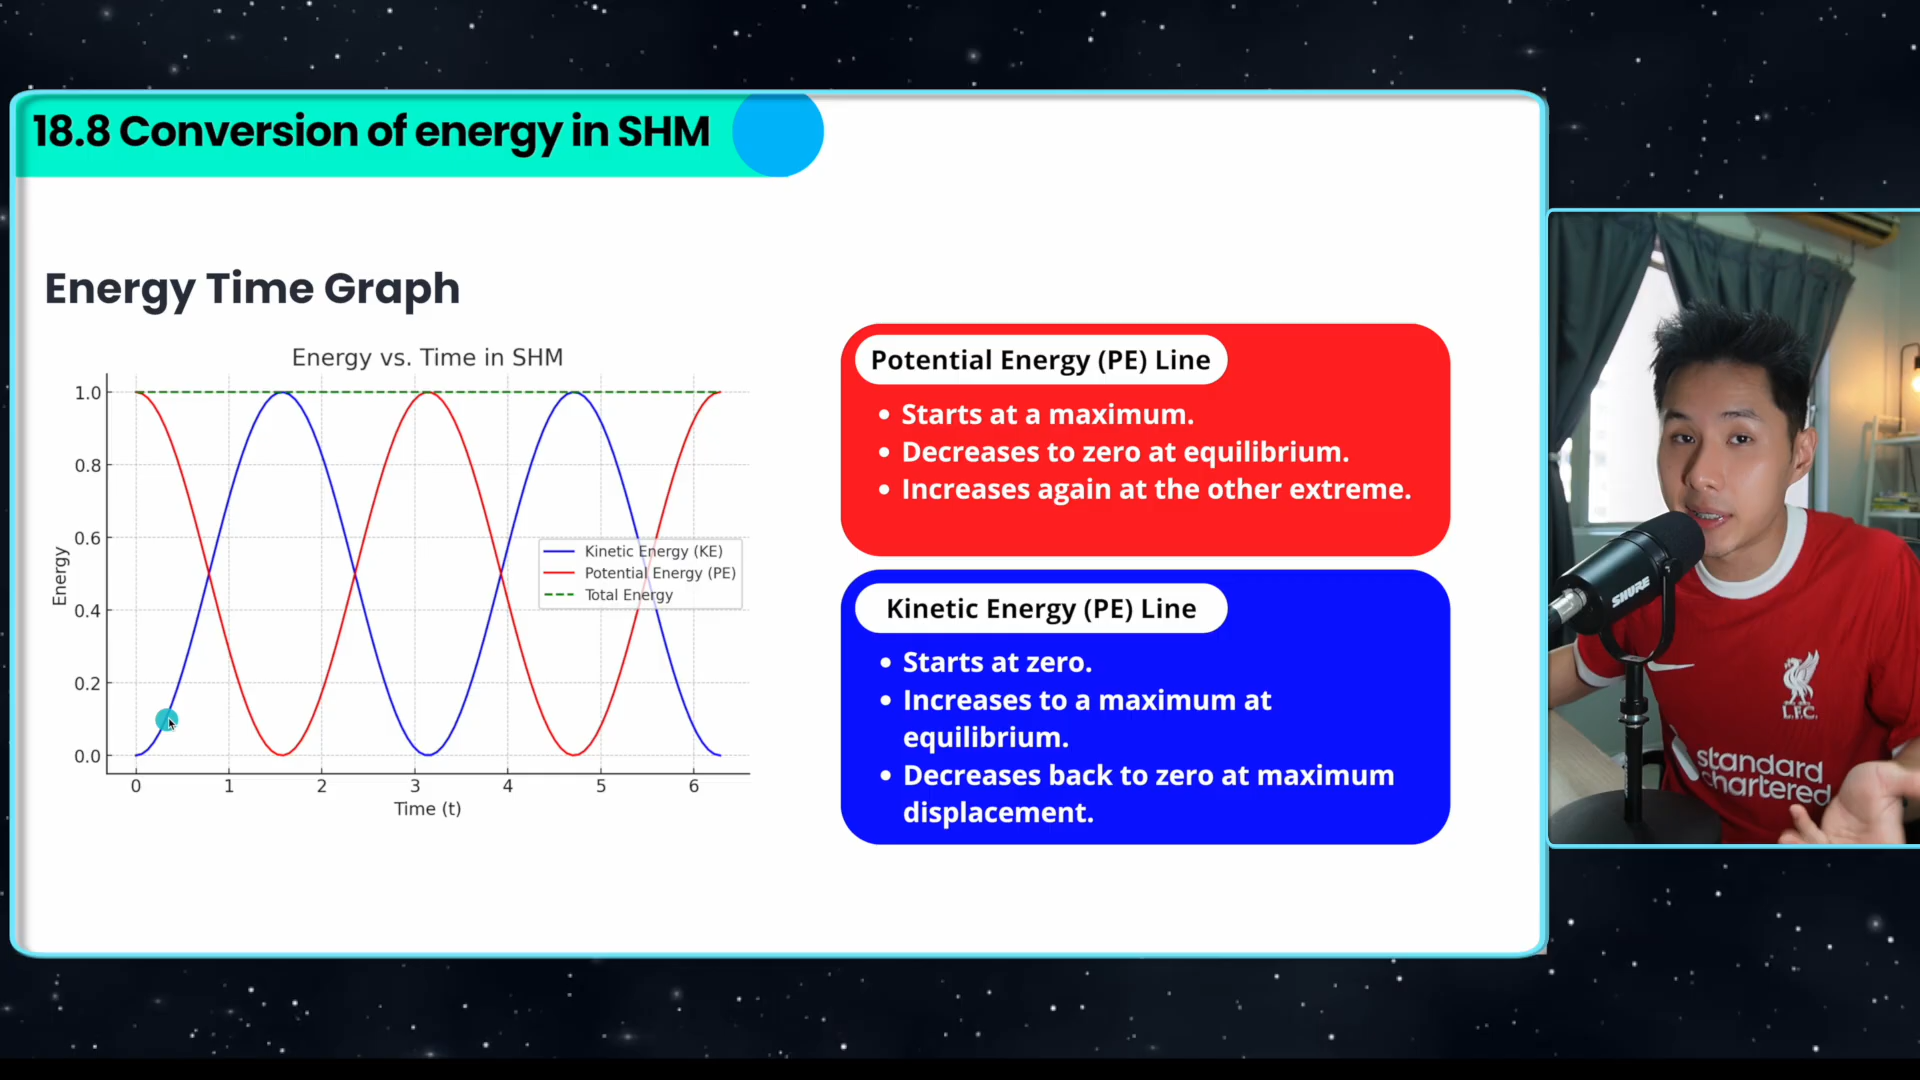 18.8 Conversion of energy in SHM
Energy Time Graph
Energy vs. Time in SHM
1.0
0.8
0.6
0.4
0.2
0.0
Energy
0 1 2 3 4 5 6
Time (t)
Kinetic Energy (KE)
Potential Energy (PE)
Total Energy
Potential Energy (PE) Line
• Starts at a maximum.
• Decreases to zero at equilibrium.
• Increases again at the other extreme.
Kinetic Energy (PE) Line
• Starts at zero.
• Increases to a maximum at
equilibrium.
• Decreases back to zero at maximum
displacement.
SHURE
L.F.C.
standard
chartered